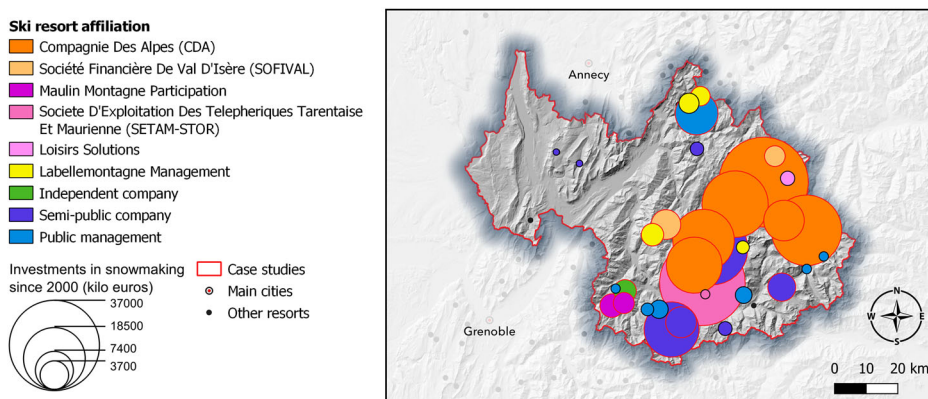 Ski resort affiliation
Compagnie Des Alpes (CDA)
Société Financière De Val D'Isère (SOFIVAL)
Maulin Montagne Participation
Societe D'Exploitation Des Telepheriques Tarentaise
Et Maurienne (SETAM-STOR)
Loisirs Solutions
Labellemontagne Management
Independent company
Semi-public company
Public management
Investments in snowmaking
since 2000 (kilo euros)
37000
18500
7400
3700
Case studies
Main cities
Other resorts
Annecy
Grenoble
N
W
E
S
0 10 20 km